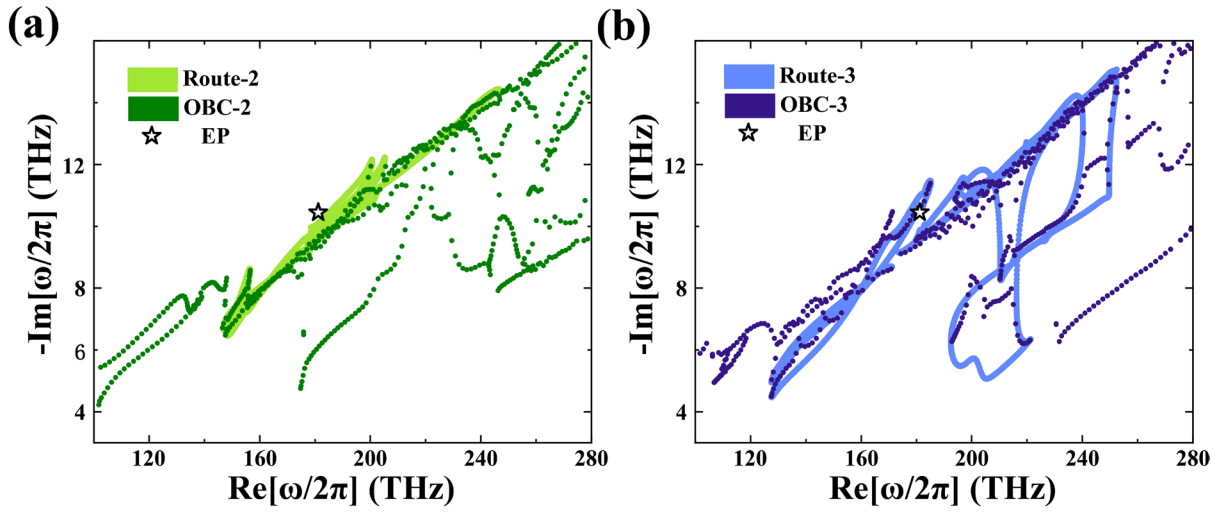 (a)
-Im[ω/2π] (THz)
12
8
6
4
Route-2
OBC-2
EP
120
160
200
240
280
Re[ω/2π] (THz)
(b)
-Im[ω/2π] (THz)
12
8
6
4
Route-3
OBC-3
EP
120
160
200
240
280
Re[ω/2π] (THz)